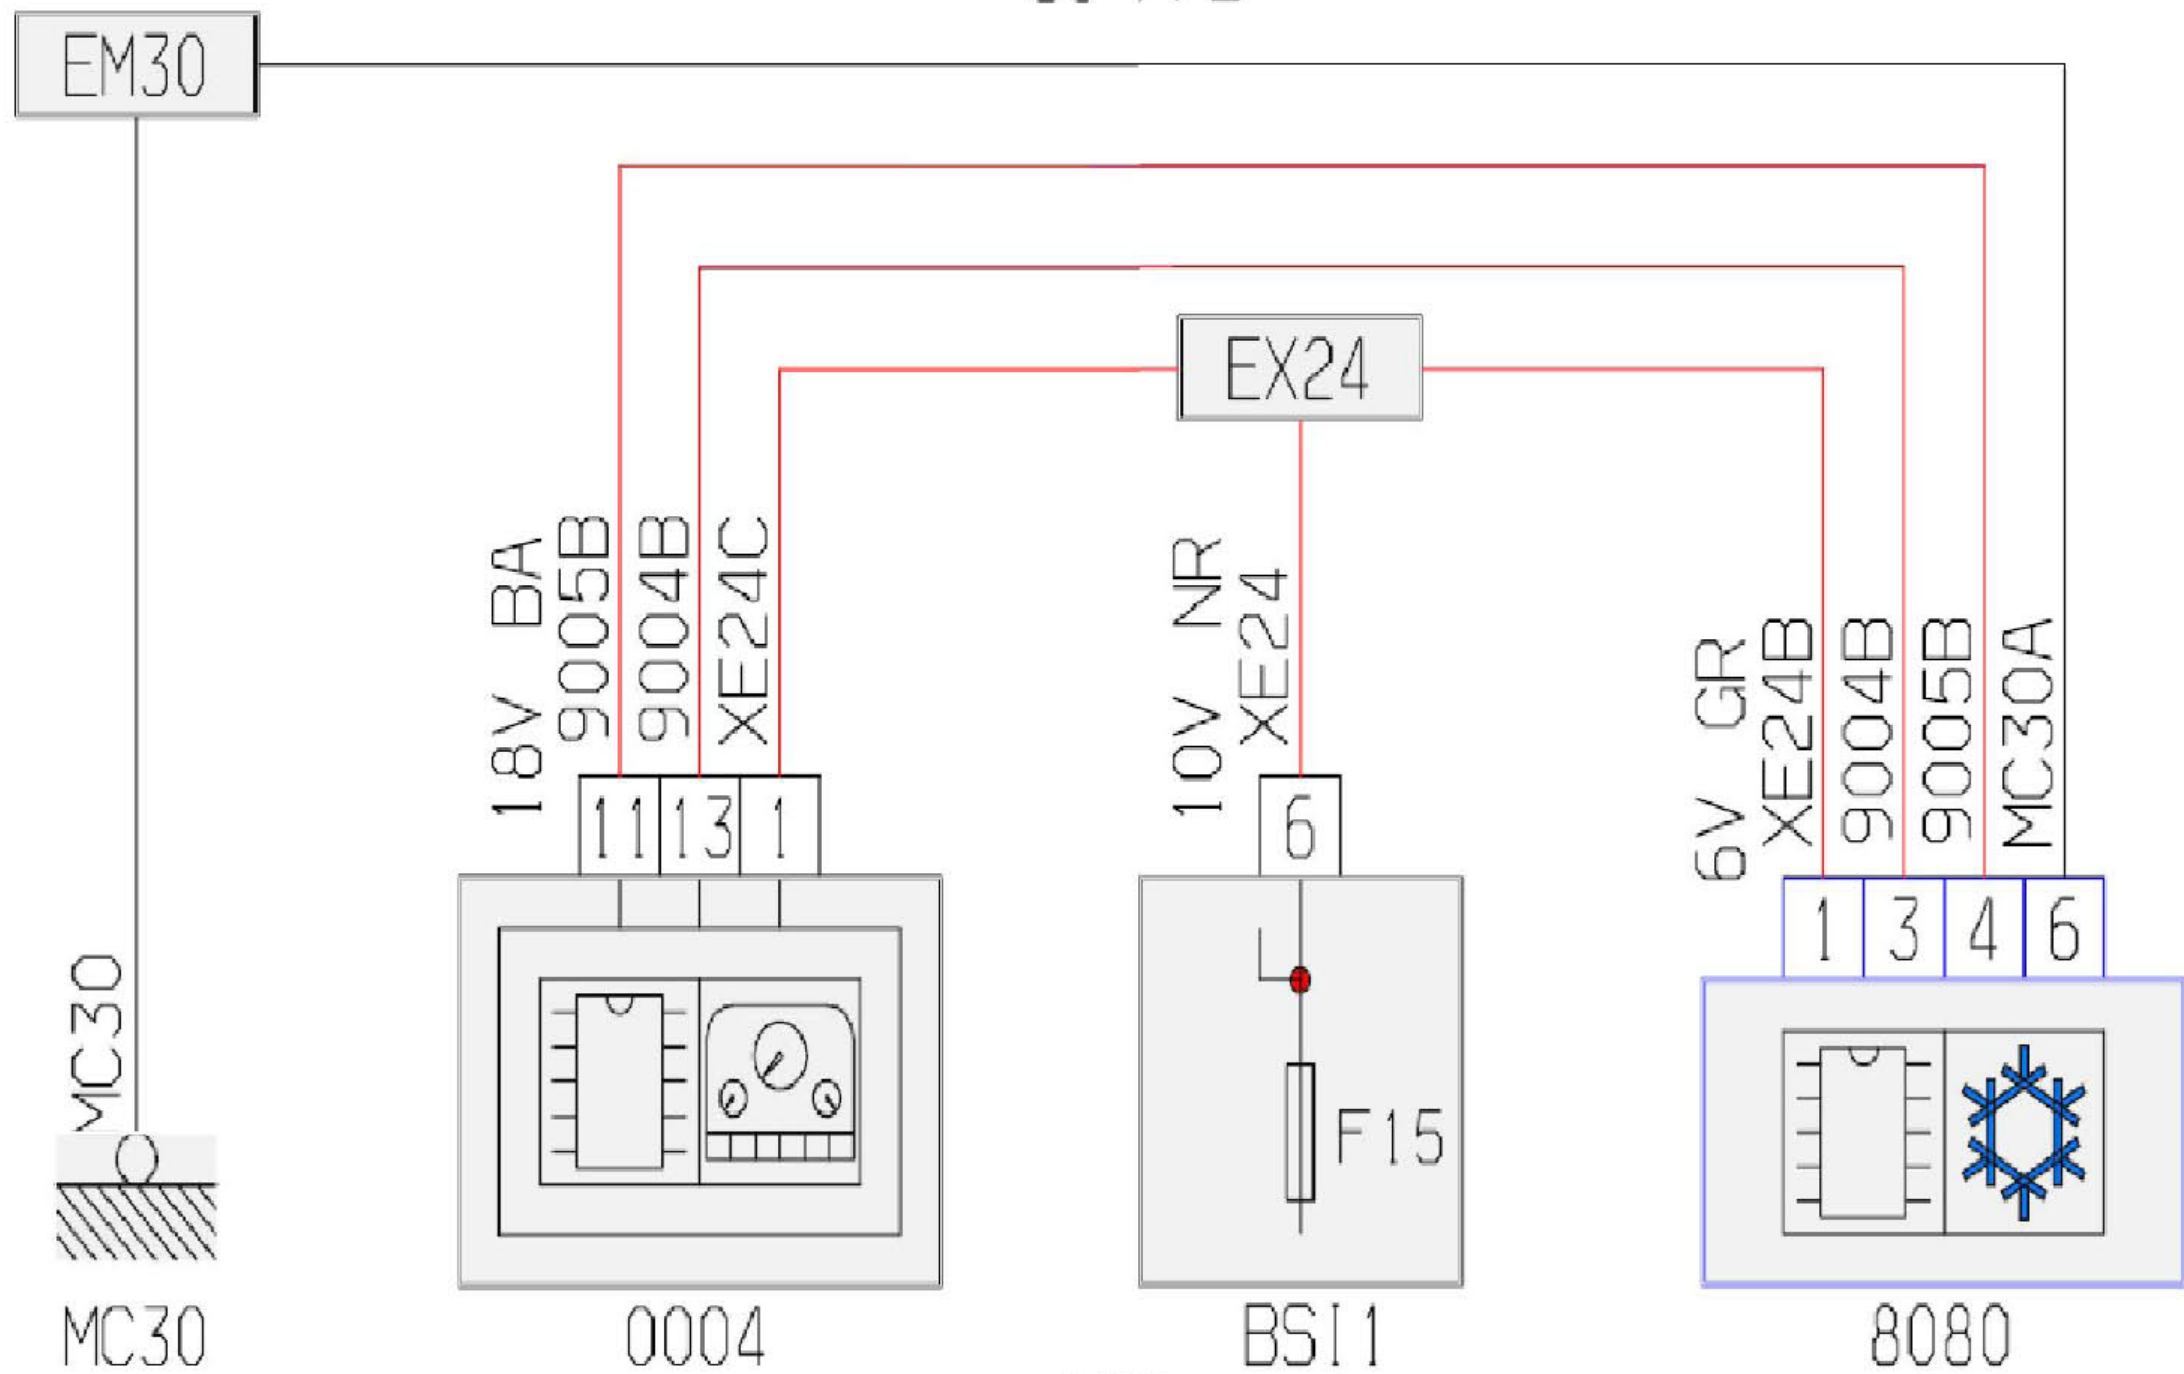 EM30
EX24
18V BA
9005B
9004B
XE24C
10V NR
XE24
6V GR
XE24B
9004B
9005B
MC30A
11 13 1
6
1 3 4 6
MC30
F15
MC30
0004
BSI1
8080